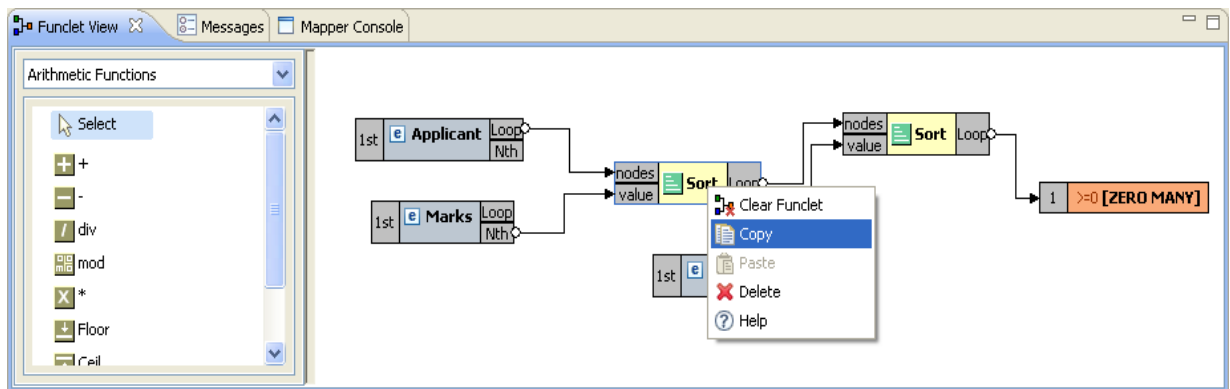 Funclet View
Messages
Mapper Console
Arithmetic Functions
Select
+
-
div
mod
*
Floor
Ceil
1st
Applicant
Loop
Nth
1st
Marks
Loop
Nth
nodes
value
Sort
Loop
nodes
value
Sort
Loop
1
>=0 [ZERO MANY]
1st
Clear Funclet
Copy
Paste
Delete
Help